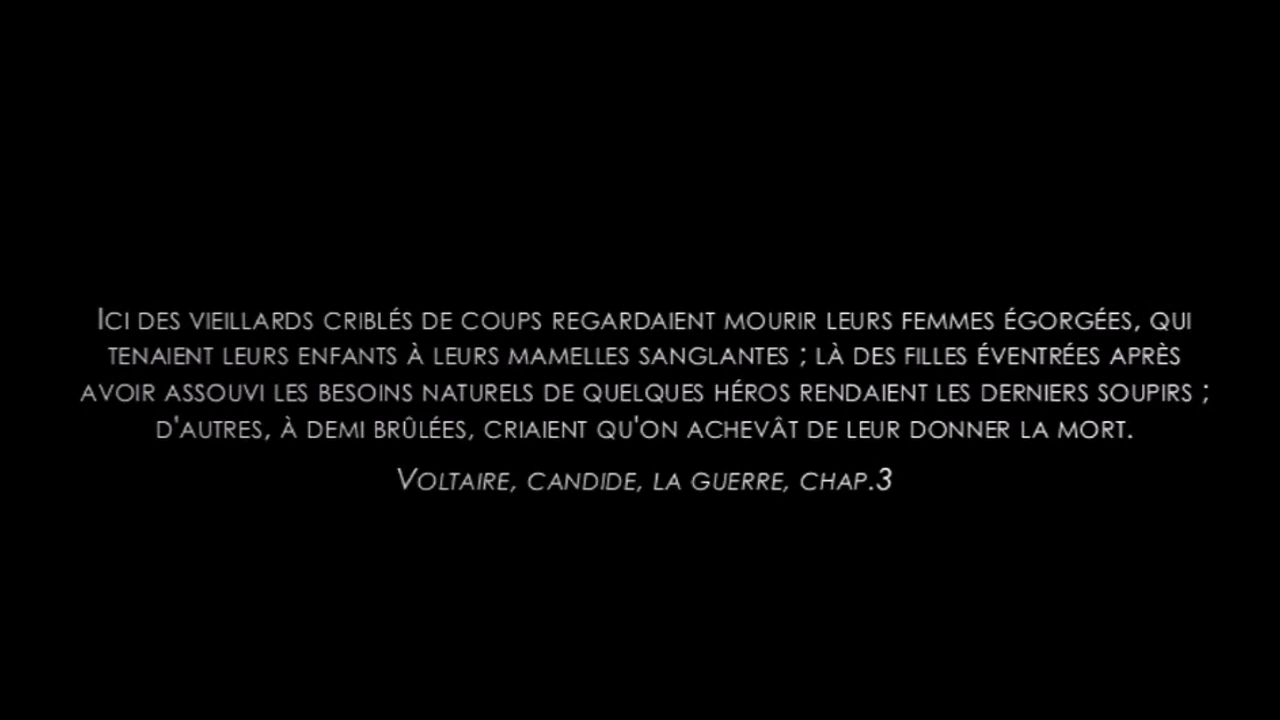 Ici des vieillards criblés de coups regardaient mourir leurs femmes égorgées, qui
tenaient leurs enfants à leurs mamelles sanglantes ; là des filles éventrées après
avoir assouvi les besoins naturels de quelques héros rendaient les derniers soupirs ;
d'autres, à demi brûlées, criaient qu'on achevât de leur donner la mort.
Voltaire, candide, la guerre, chap.3